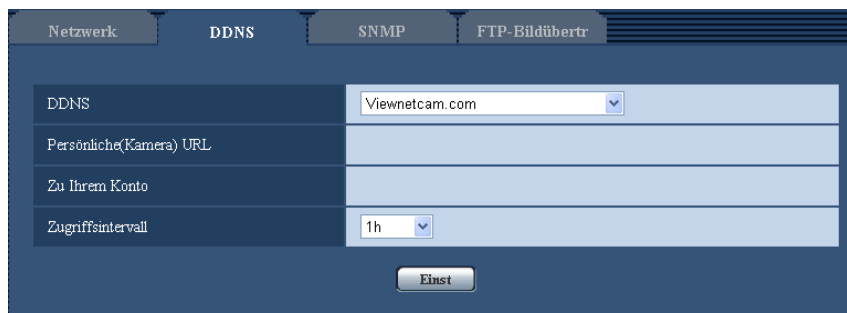 Netzwerk DDNS SNMP FTP-Bildübertr
DDNS Viewnetcam.com
Persönliche(Kamera) URL
Zu Ihrem Konto
Zugriffsintervall 1h
Einst